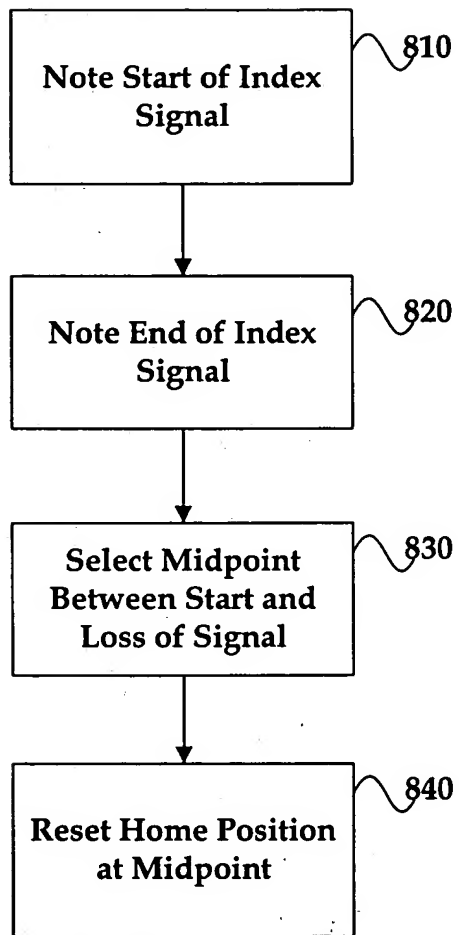 Note Start of Index
Signal
810
Note End of Index
Signal
820
Select Midpoint
Between Start and
Loss of Signal
830
Reset Home Position
at Midpoint
840